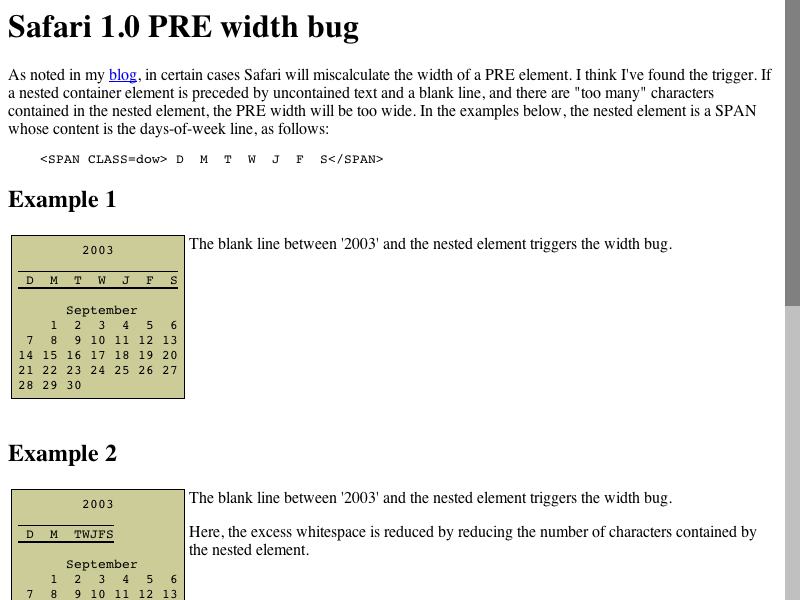 Safari 1.0 PRE width bug
As noted in my blog, in certain cases Safari will miscalculate the width of a PRE element. I think I've found the trigger. If
a nested container element is preceded by uncontained text and a blank line, and there are "too many" characters
contained in the nested element, the PRE width will be too wide. In the examples below, the nested element is a SPAN
whose content is the days-of-week line, as follows:
<SPAN CLASS=dow> D  M  T  W  J  F  S</SPAN>
Example 1
2003
D  M  T  W  J  F  S
September
1  2  3  4  5  6
7  8  9 10 11 12 13
14 15 16 17 18 19 20
21 22 23 24 25 26 27
28 29 30
The blank line between '2003' and the nested element triggers the width bug.
Example 2
2003
D  M  TWJFS
September
1  2  3  4  5  6
7  8  9 10 11 12 13
The blank line between '2003' and the nested element triggers the width bug.
Here, the excess whitespace is reduced by reducing the number of characters contained by
the nested element.